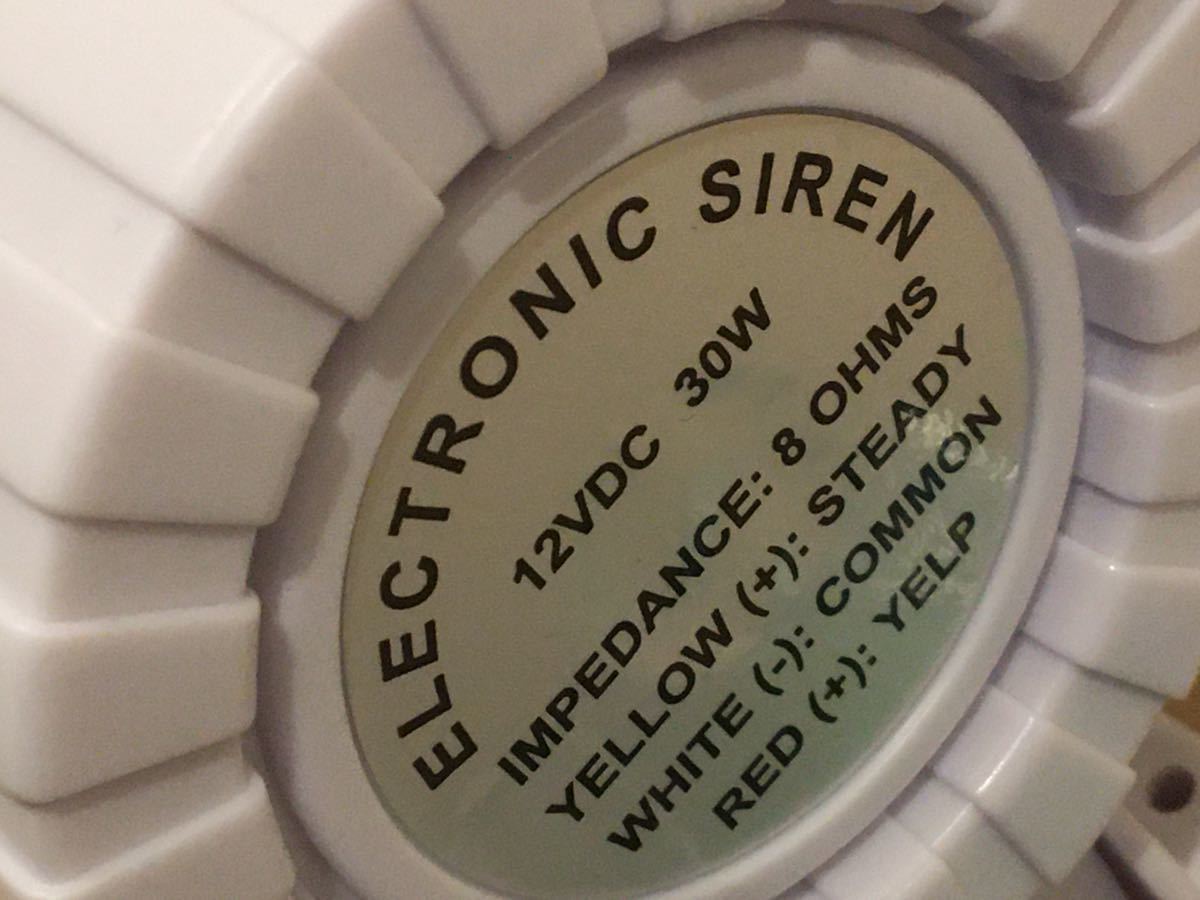 ELECTRONIC SIREN
12VDC 30W
IMPEDANCE: 8 OHMS
YELLOW (+): STEADY
WHITE (-): COMMON
RED (+): YELP